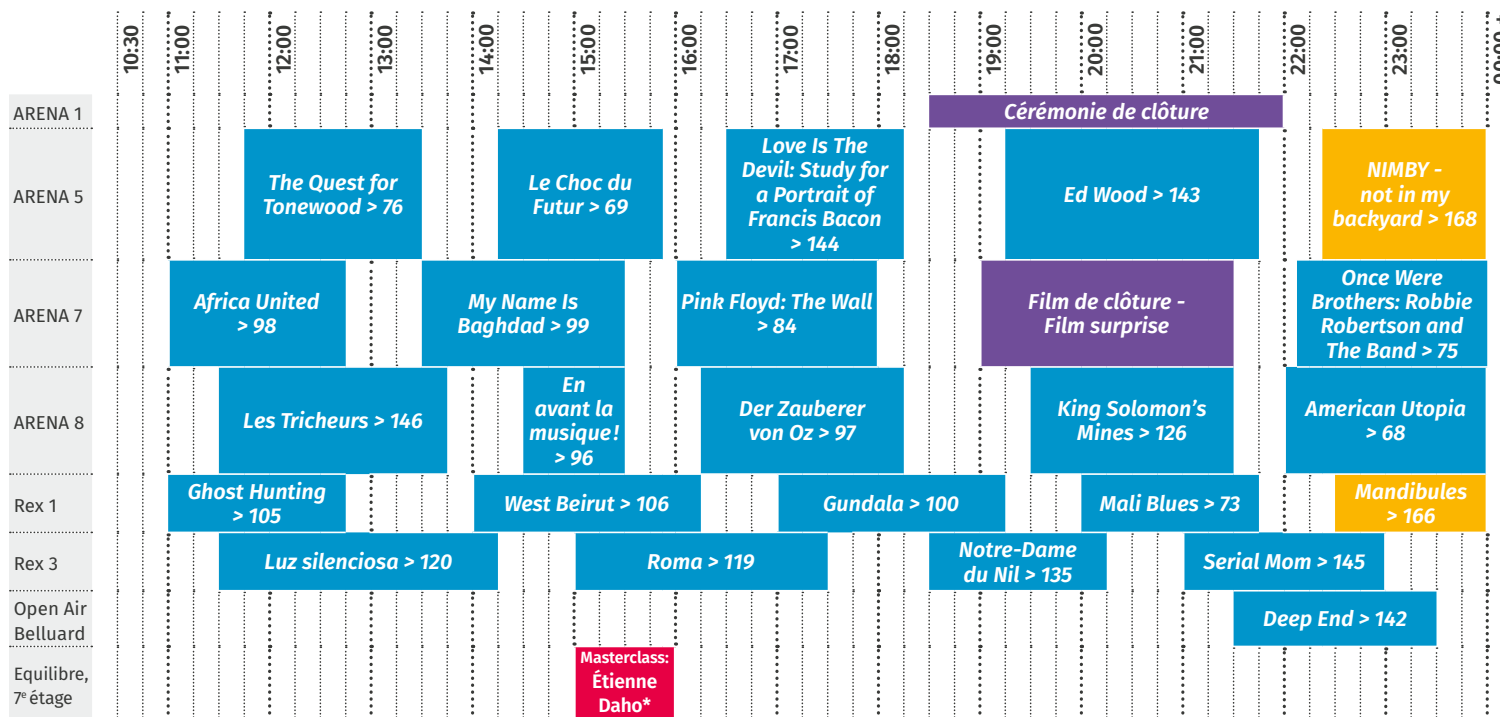 10:30
11:00
12:00
13:00
14:00
15:00
16:00
17:00
18:00
19:00
20:00
21:00
22:00
23:00
00:00
ARENA 1
Cérémonie de clôture
ARENA 5
The Quest for
Tonewood > 76
Le Choc du
Futur > 69
Love Is The
Devil: Study for
a Portrait of
Francis Bacon
> 144
Ed Wood > 143
NIMBY -
not in my
backyard > 168
ARENA 7
Africa United
> 98
My Name Is
Baghdad > 99
Pink Floyd: The Wall
> 84
Film de clôture -
Film surprise
Once Were
Brothers: Robbie
Robertson and
The Band > 75
ARENA 8
Les Tricheurs > 146
En
avant la
musique!
> 96
Der Zauberer
von Oz > 97
King Solomon's
Mines > 126
American Utopia
> 68
Rex 1
Ghost Hunting
> 105
West Beirut > 106
Gundala > 100
Mali Blues > 73
Mandibules
> 166
Rex 3
Luz silenciosa > 120
Roma > 119
Notre-Dame
du Nil > 135
Serial Mom > 145
Open Air
Belluard
Deep End > 142
Equilibre,
7e étage
Masterclass:
Étienne
Daho*